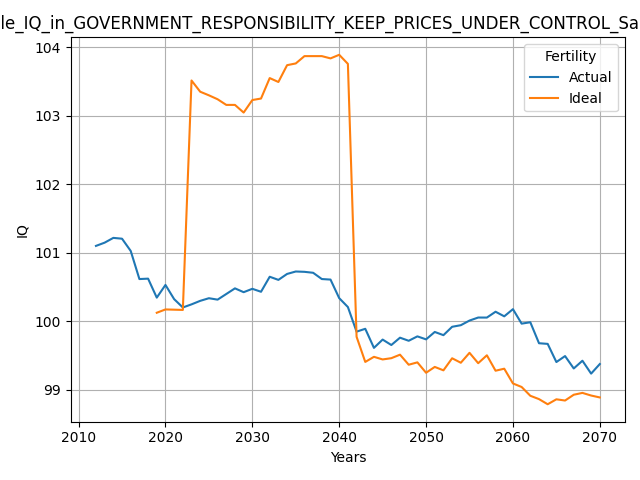 le_IQ_in_GOVERNMENT_RESPONSIBILITY_KEEP_PRICES_UNDER_CONTROL_Sa
Fertility
Actual
Ideal
104
103
102
101
100
99
IQ
2010 2020 2030 2040 2050 2060 2070
Years